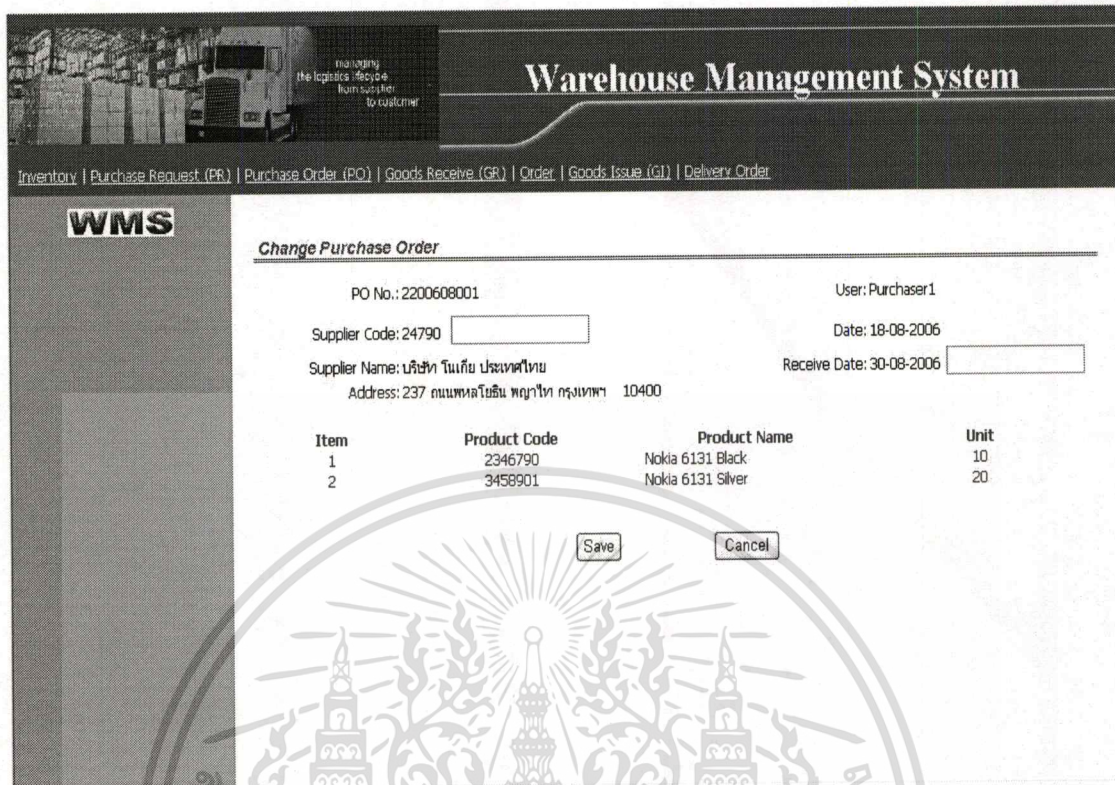 managing
the logistics lifecycle
from supplier
to customer
Warehouse Management System
Inventory | Purchase Request (PR) | Purchase Order (PO) | Goods Receive (GR) | Order | Goods Issue (GI) | Delivery Order
WMS
Change Purchase Order
PO No.: 2200608001 User: Purchaser1
Supplier Code: 24790 Date: 18-08-2006
Supplier Name: บริษัท โนเกีย ประเทศไทย Receive Date: 30-08-2006
Address: 237 ถนนพหลโยธิน พญาไท กรุงเทพฯ 10400
Item Product Code Product Name Unit
1 2346790 Nokia 6131 Black 10
2 3458901 Nokia 6131 Silver 20
Save Cancel